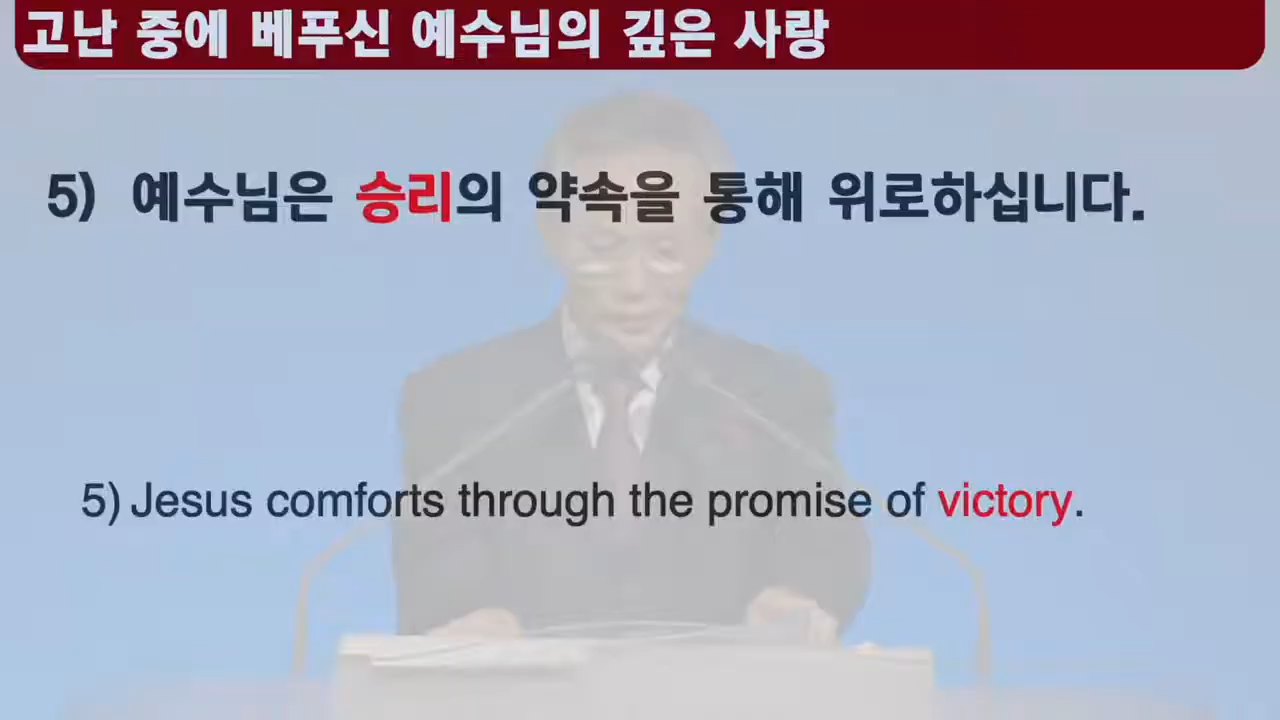 고난 중에 베푸신 예수님의 깊은 사랑
5) 예수님은 승리의 약속을 통해 위로하십니다.
5) Jesus comforts through the promise of victory.